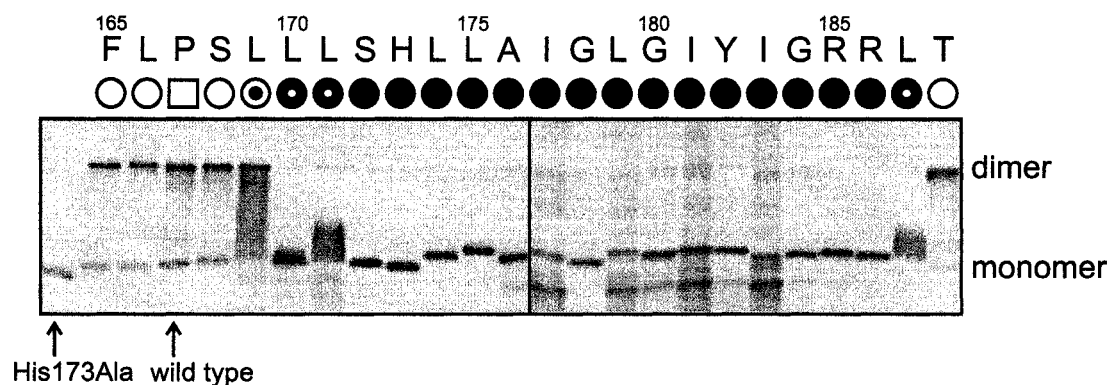 165 170 175 180 185
F L P S L L L S H L L A I G L G I Y I G R R L T
dimer
monomer
His173Ala wild type